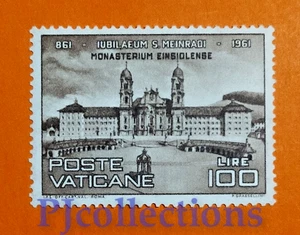 861 · IUBILAEUM S MEINRADI · 1961
MONASTERIUM EINSIDLENSE
POSTE
VATICANE
LIRE
100
PJcollections